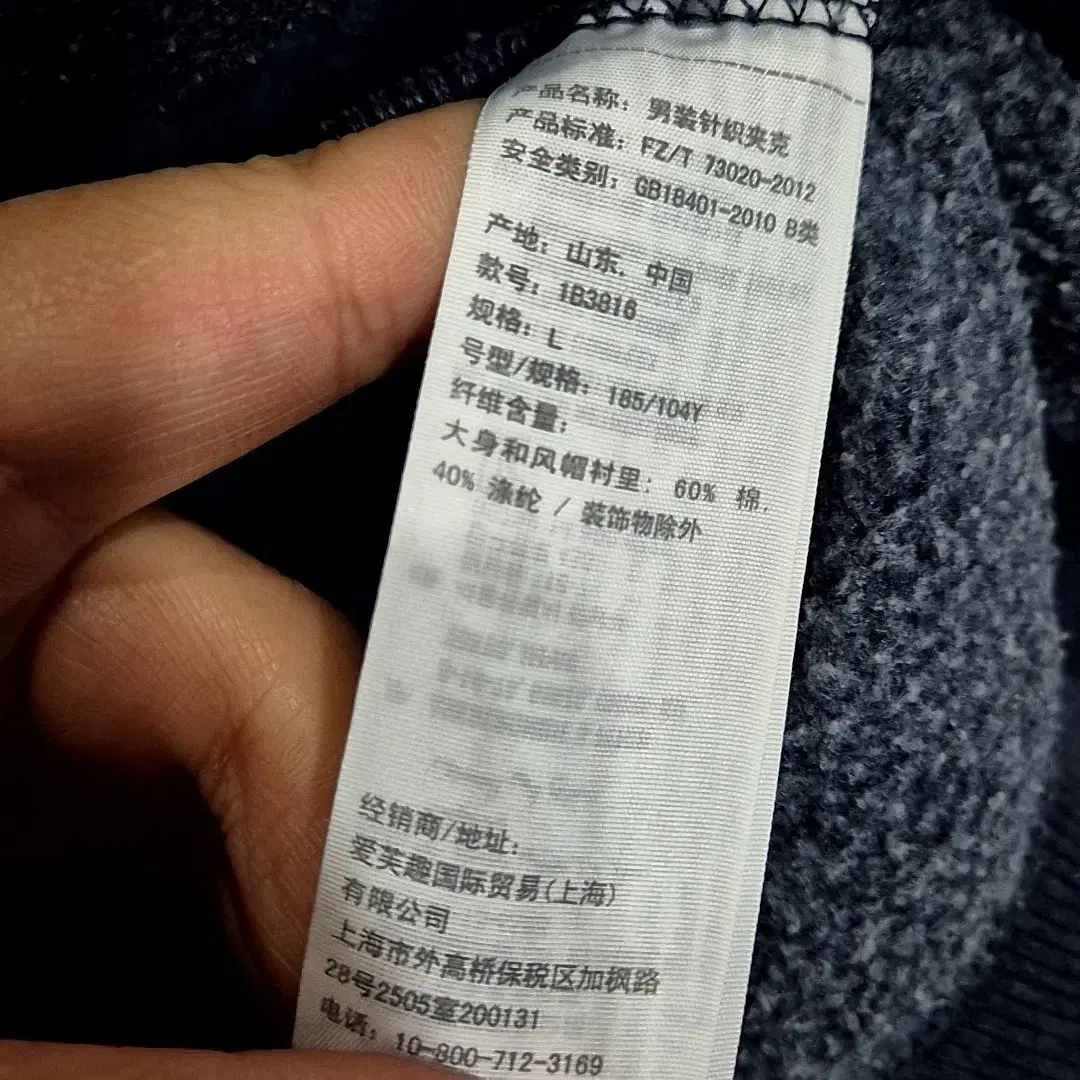 产品名称: 男装针织夹克
产品标准: FZ/T 73020-2012
安全类别: GB18401-2010 B类
产地: 山东. 中国
款号: 1B3816
规格: L
号型/规格: 185/104Y
纤维含量:
大身和风帽衬里: 60% 棉,
40% 涤纶 / 装饰物除外
经销商/地址:
爱芙趣国际贸易(上海)
有限公司
上海市外高桥保税区加枫路
28号2505室200131
电话: 10-800-712-3169